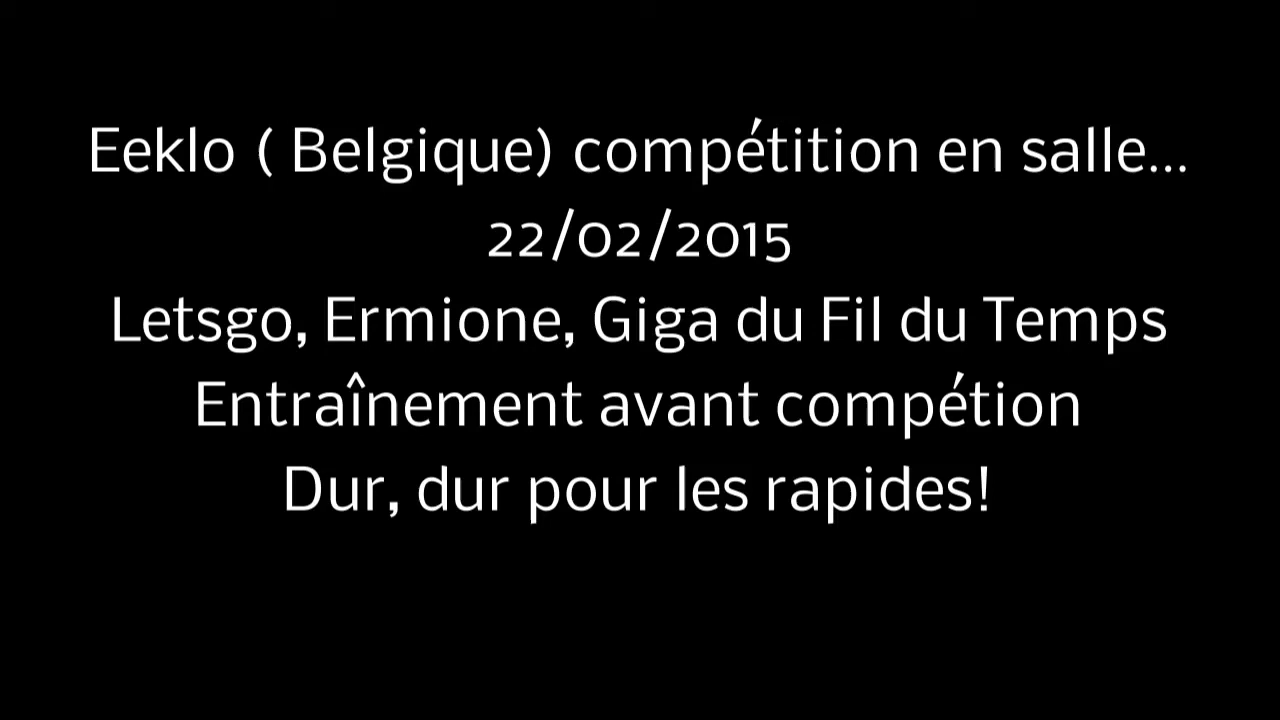 Eeklo ( Belgique) compétition en salle...
22/02/2015
Letsgo, Ermione, Giga du Fil du Temps
Entraînement avant compétion
Dur, dur pour les rapides!